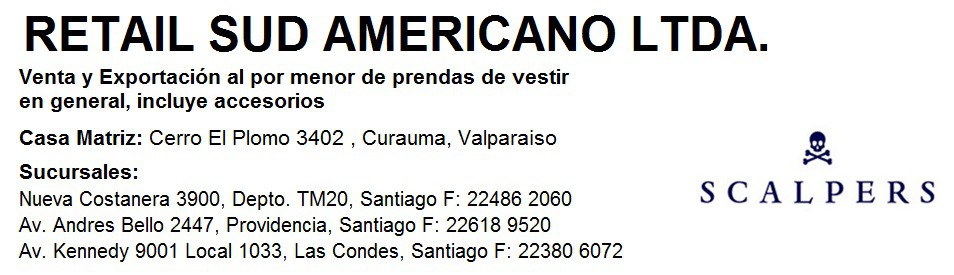 RETAIL SUD AMERICANO LTDA.
Venta y Exportación al por menor de prendas de vestir
en general, incluye accesorios
Casa Matriz: Cerro El Plomo 3402 , Curauma, Valparaiso
Sucursales:
Nueva Costanera 3900, Depto. TM20, Santiago F: 22486 2060
Av. Andres Bello 2447, Providencia, Santiago F: 22618 9520
Av. Kennedy 9001 Local 1033, Las Condes, Santiago F: 22380 6072
SCALPERS